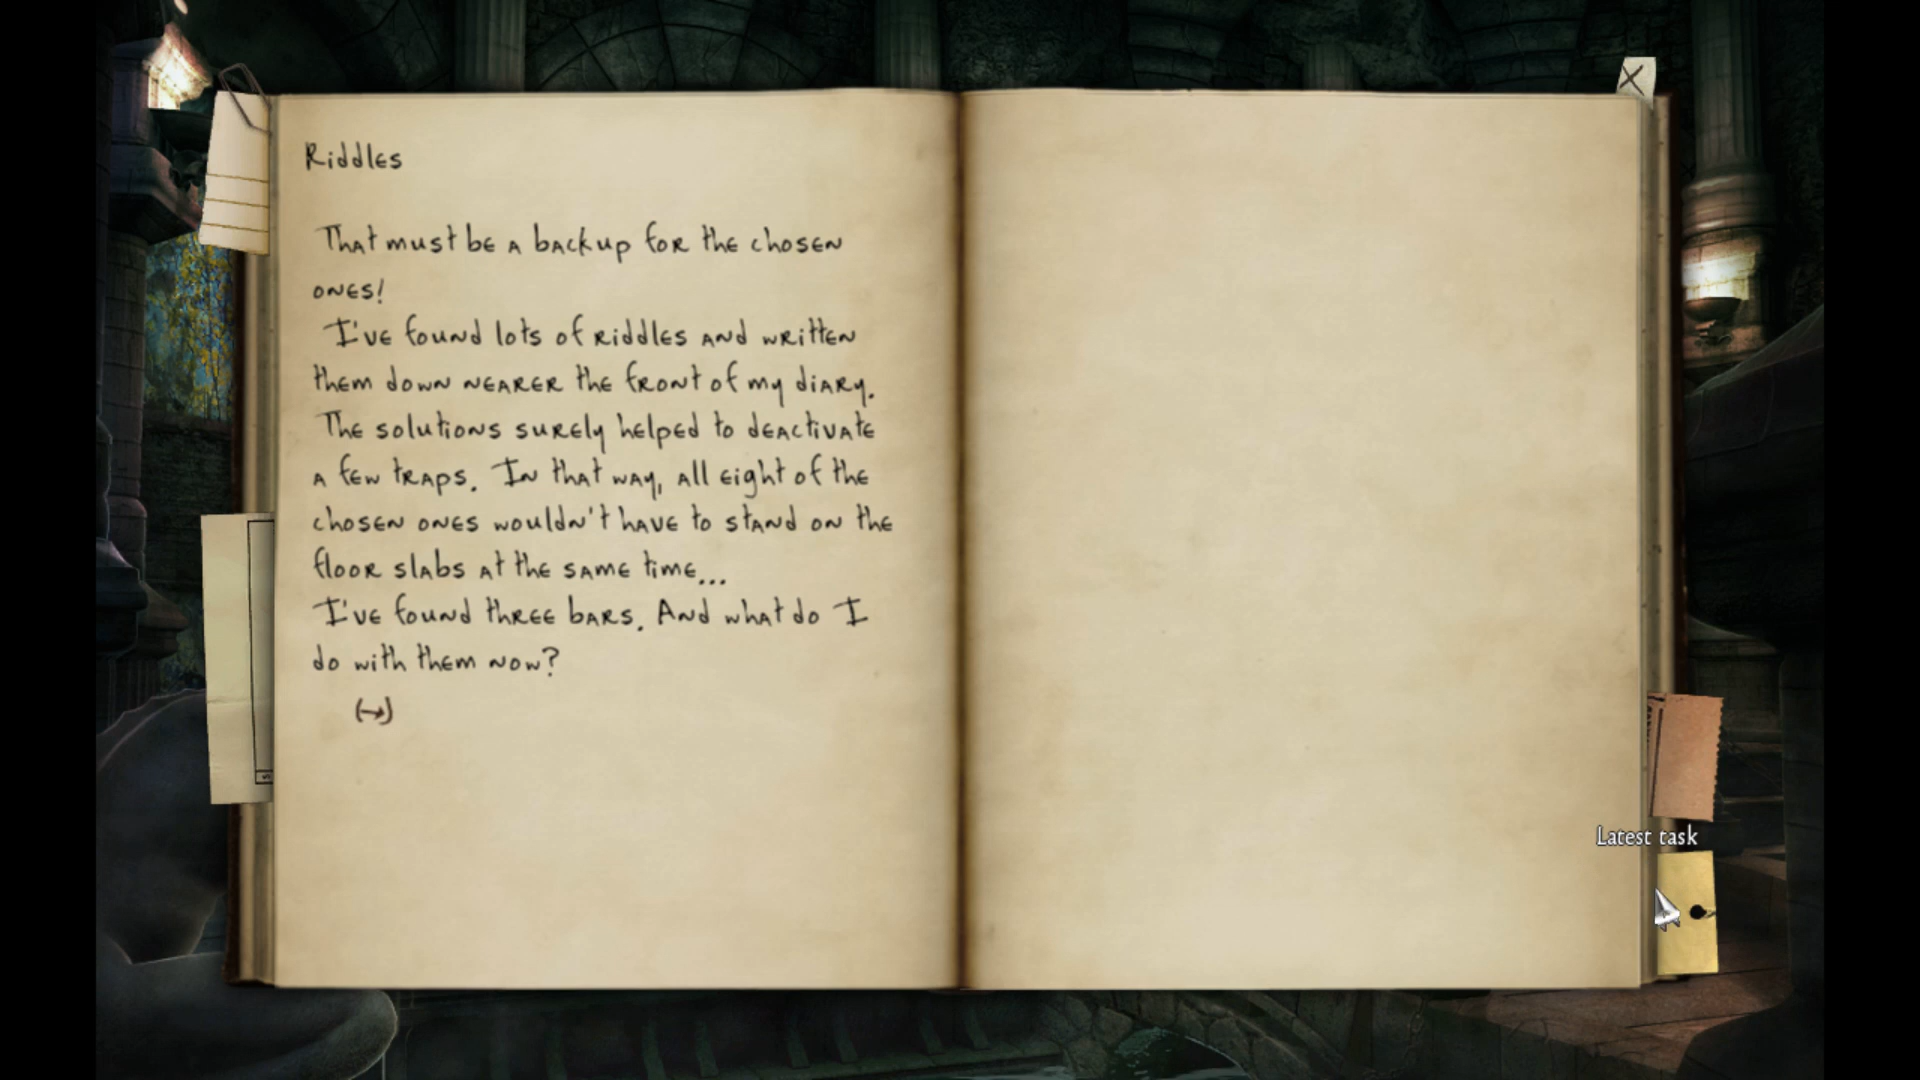 Riddles
That must be a backup for the chosen
ones!
I've found lots of riddles and written
them down nearer the front of my diary.
The solutions surely helped to deactivate
a few traps. In that way, all eight of the
chosen ones wouldn't have to stand on the
floor slabs at the same time...
I've found three bars. And what do I
do with them now?
(→)
Latest task